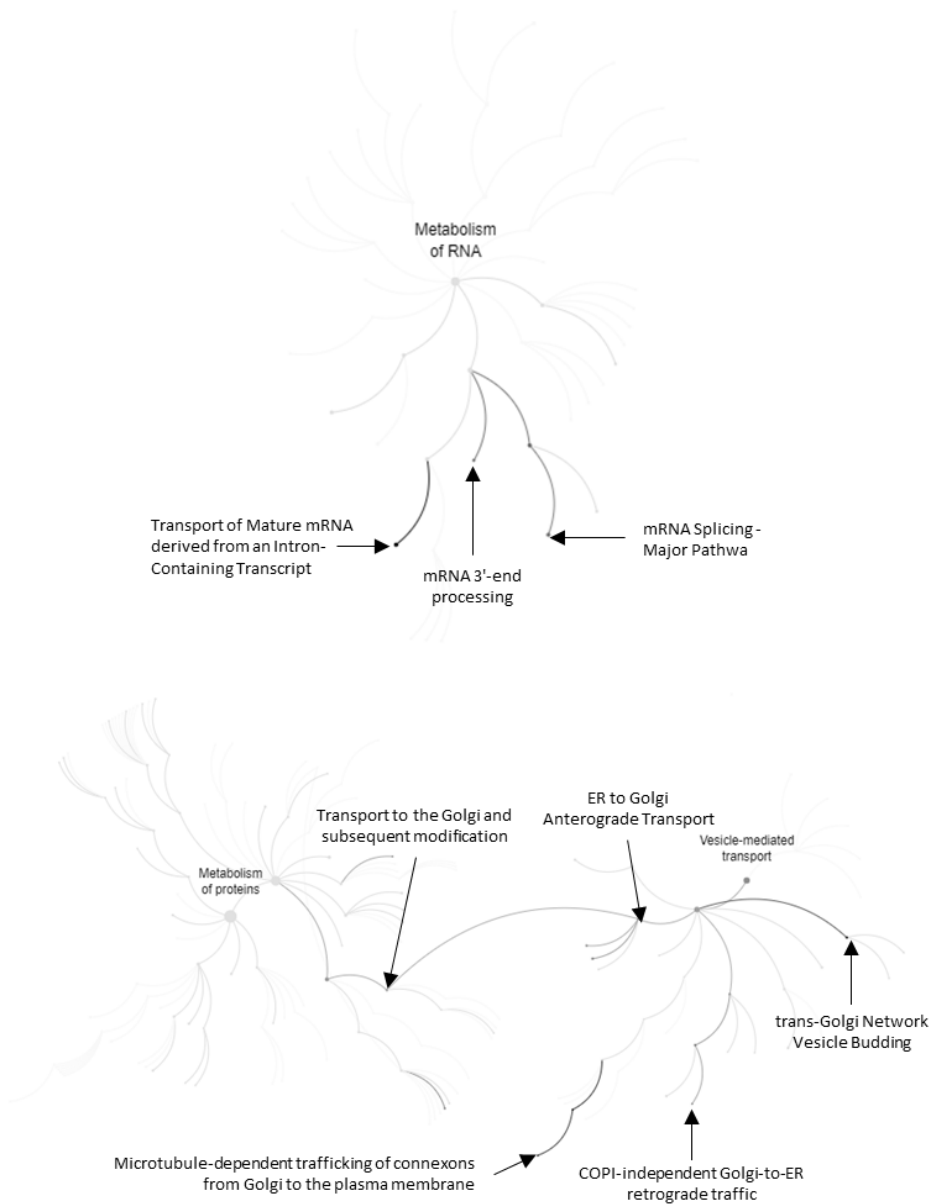 Metabolism
of RNA
Transport of Mature mRNA
derived from an Intron-
Containing Transcript
mRNA 3'-end
processing
mRNA Splicing -
Major Pathwa
Transport to the Golgi and
subsequent modification
ER to Golgi
Anterograde Transport
Vesicle-mediated
transport
Metabolism
of proteins
trans-Golgi Network
Vesicle Budding
Microtubule-dependent trafficking of connexons
from Golgi to the plasma membrane
COPI-independent Golgi-to-ER
retrograde traffic